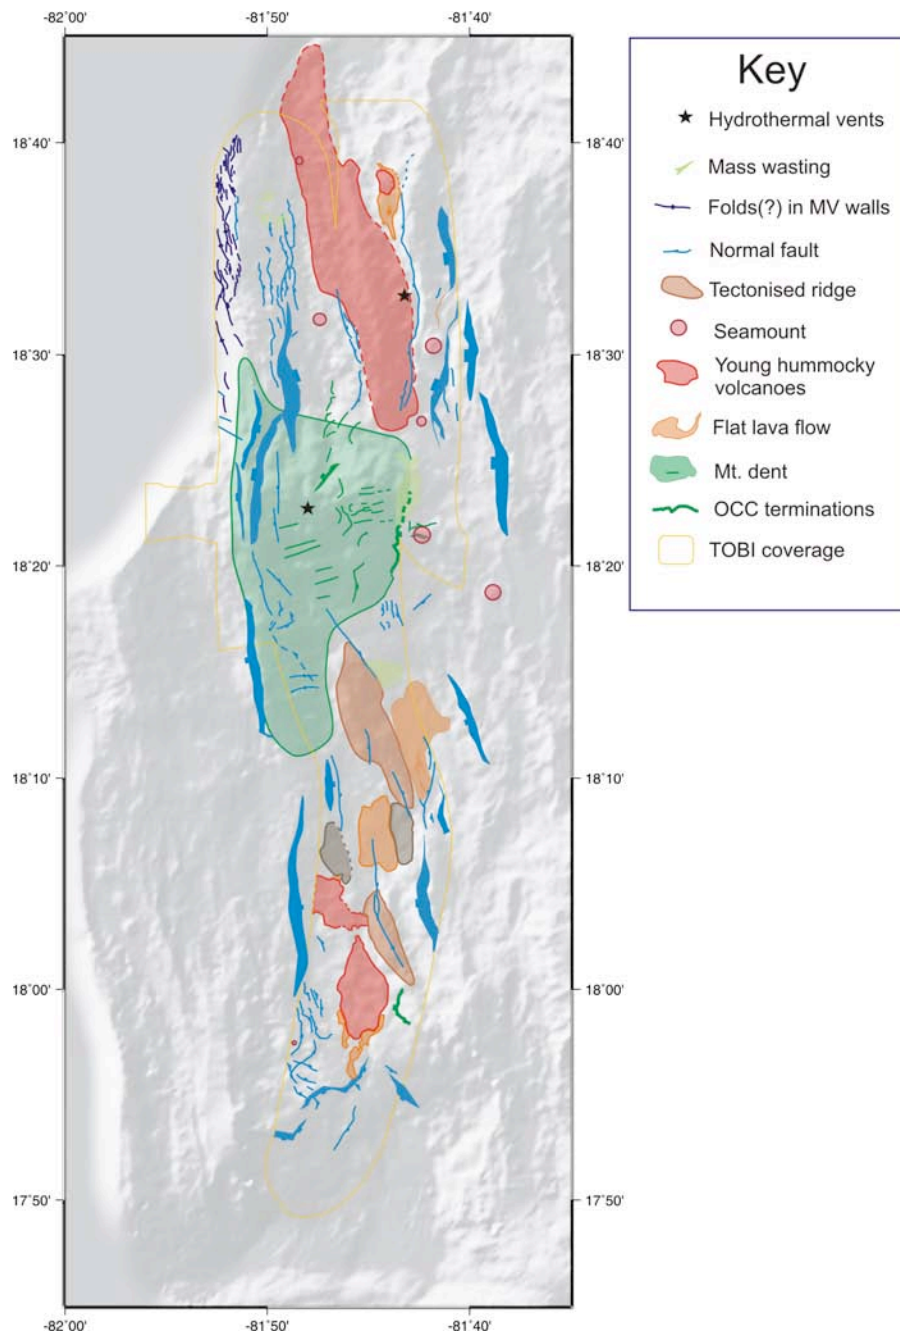 -82˚00' -81˚50' -81˚40'
18˚40' 18˚40'
18˚30' 18˚30'
18˚20' 18˚20'
18˚10' 18˚10'
18˚00' 18˚00'
17˚50' 17˚50'
-82˚00' -81˚50' -81˚40'
Key
Hydrothermal vents
Mass wasting
Folds(?) in MV walls
Normal fault
Tectonised ridge
Seamount
Young hummocky
volcanoes
Flat lava flow
Mt. dent
OCC terminations
TOBI coverage